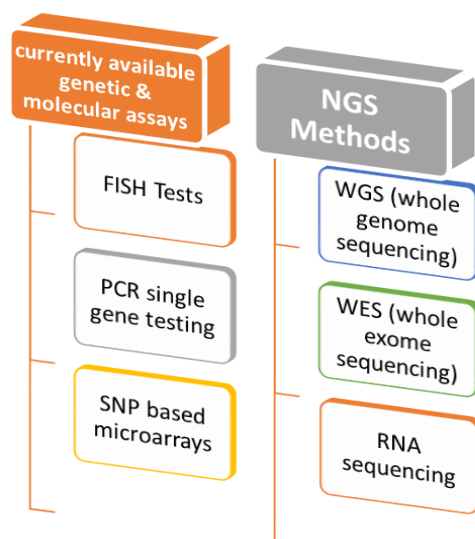 currently available
genetic &
molecular assays
FISH Tests
PCR single
gene testing
SNP based
microarrays
NGS
Methods
WGS (whole
genome
sequencing)
WES (whole
exome
sequencing)
RNA
sequencing